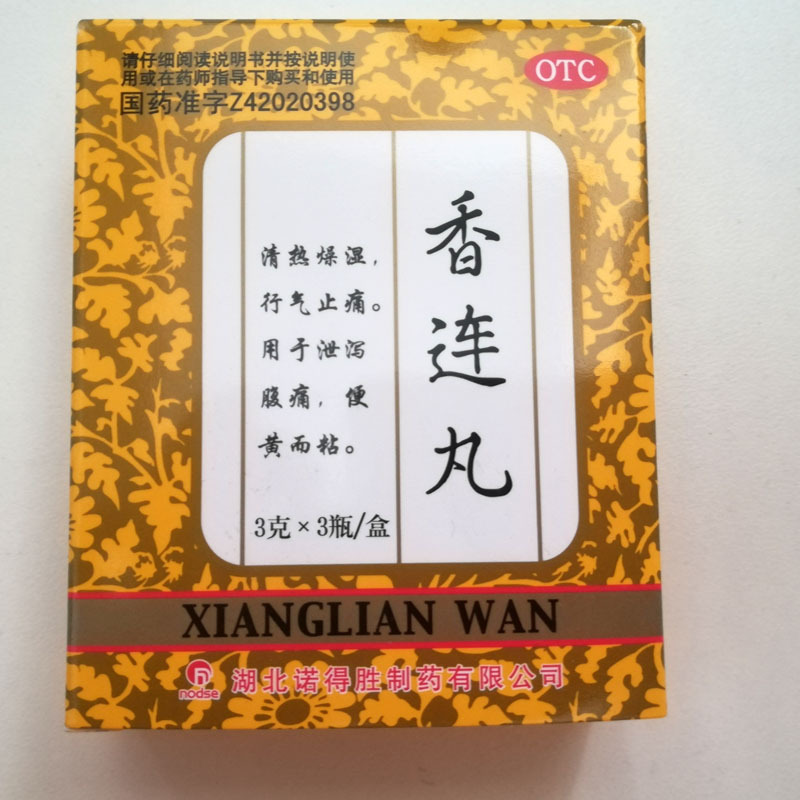 请仔细阅读说明书并按说明使
用或在药师指导下购买和使用
国药准字Z42020398
OTC
香连丸
清热燥湿，
行气止痛。
用于泄泻
腹痛，便
黄而粘。
3克×3瓶/盒
XIANGLIAN WAN
nodse
湖北诺得胜制药有限公司